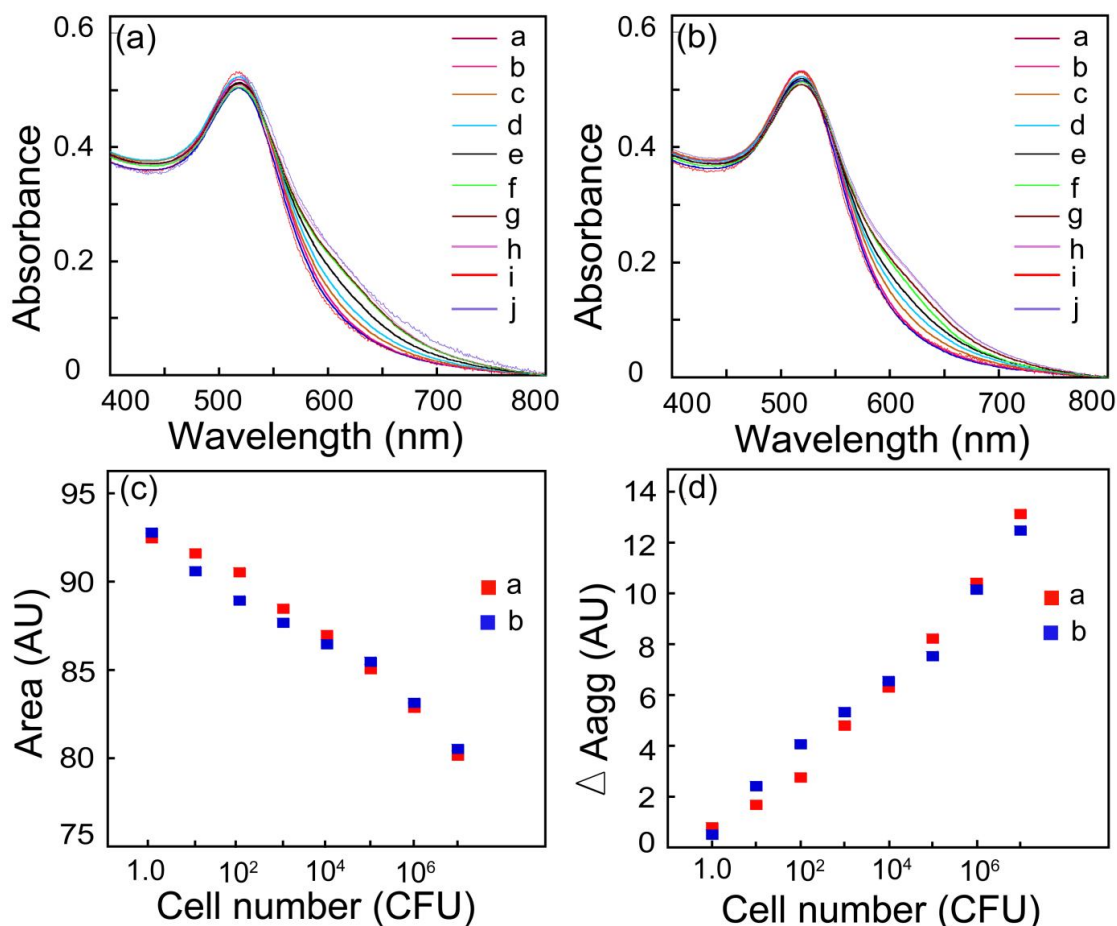 (a)
0.6
0.4
0.2
0
Absorbance
400 500 600 700 800
Wavelength (nm)
a
b
c
d
e
f
g
h
i
j
(b)
0.6
0.4
0.2
0
Absorbance
400 500 600 700 800
Wavelength (nm)
a
b
c
d
e
f
g
h
i
j
(c)
95
90
85
80
75
Area (AU)
1.0 10² 10⁴ 10⁶
Cell number (CFU)
a
b
(d)
14
12
10
8
6
4
2
0
△ Aagg (AU)
1.0 10² 10⁴ 10⁶
Cell number (CFU)
a
b